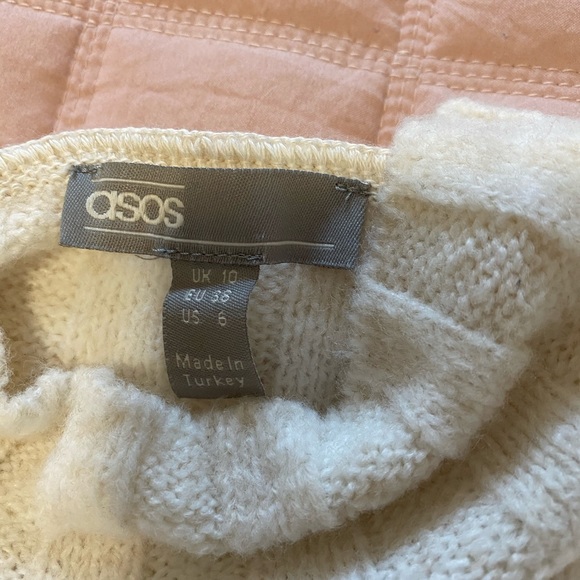 asos
UK 10
EU 38
US 6
Made In
Turkey